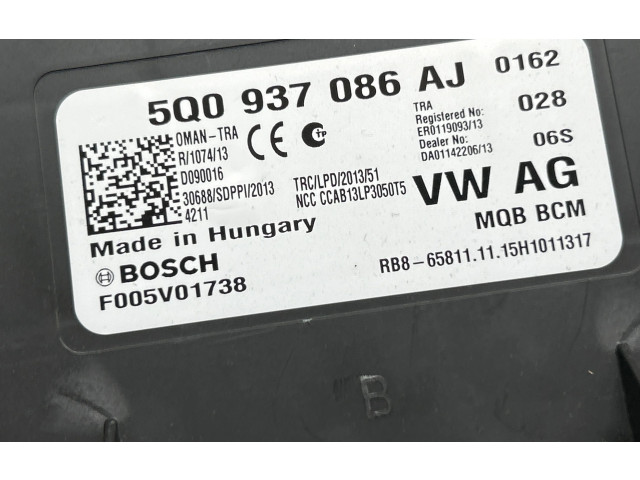 5Q0 937 086 AJ 0162
OMAN-TRA
R/1074/13
D090016
30688/SDPPI/2013
4211
CE
TP
TRC/LPD/2013/51
NCC CCAB13LP3050T5
TRA
Registered No:
ER0119093/13
Dealer No:
DA01142206/13
028
06S
VW AG
MQB BCM
Made in Hungary
BOSCH
F005V01738
RB8-65811.11.15H1011317
B